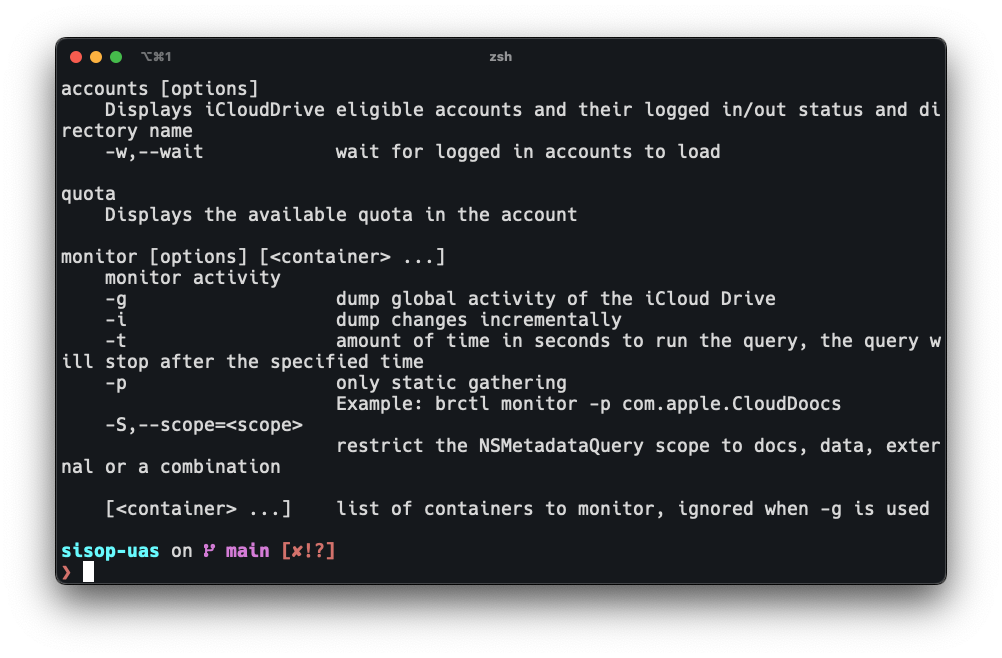 ⌥⌘1 zsh
accounts [options]
    Displays iCloudDrive eligible accounts and their logged in/out status and di
rectory name
    -w,--wait            wait for logged in accounts to load

quota
    Displays the available quota in the account

monitor [options] [<container> ...]
    monitor activity
    -g                   dump global activity of the iCloud Drive
    -i                   dump changes incrementally
    -t                   amount of time in seconds to run the query, the query w
ill stop after the specified time
    -p                   only static gathering
                         Example: brctl monitor -p com.apple.CloudDoocs
    -S,--scope=<scope>
                         restrict the NSMetadataQuery scope to docs, data, exter
nal or a combination

    [<container> ...]    list of containers to monitor, ignored when -g is used

sisop-uas on  main [✘!?]
❯